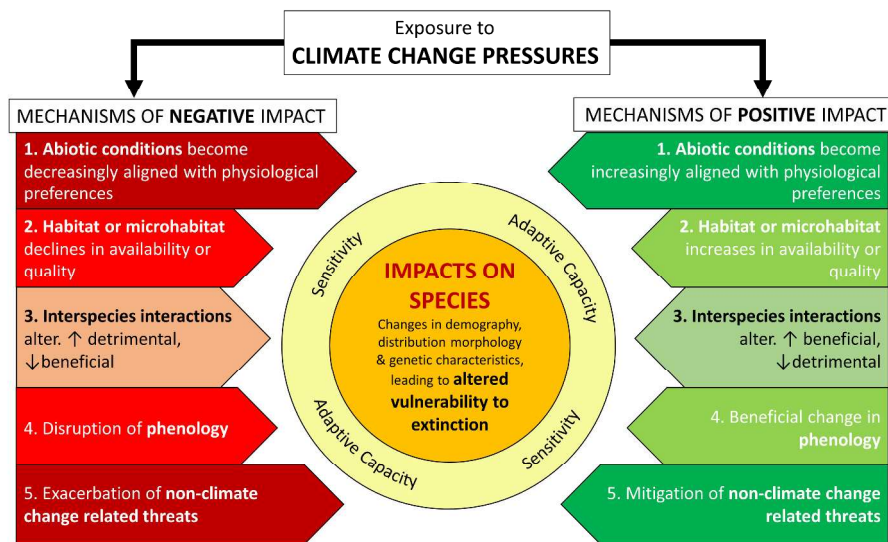 Exposure to
CLIMATE CHANGE PRESSURES
MECHANISMS OF NEGATIVE IMPACT
1. Abiotic conditions become
decreasingly aligned with physiological
preferences
2. Habitat or microhabitat
declines in availability or
quality
3. Interspecies interactions
alter. ↑ detrimental,
↓beneficial
4. Disruption of phenology
5. Exacerbation of non-climate
change related threats
Sensitivity
Adaptive Capacity
IMPACTS ON
SPECIES
Changes in demography,
distribution morphology
& genetic characteristics,
leading to altered
vulnerability to
extinction
Adaptive Capacity
Sensitivity
MECHANISMS OF POSITIVE IMPACT
1. Abiotic conditions become
increasingly aligned with physiological
preferences
2. Habitat or microhabitat
increases in availability or
quality
3. Interspecies interactions
alter. ↑ beneficial,
↓detrimental
4. Beneficial change in
phenology
5. Mitigation of non-climate change
related threats